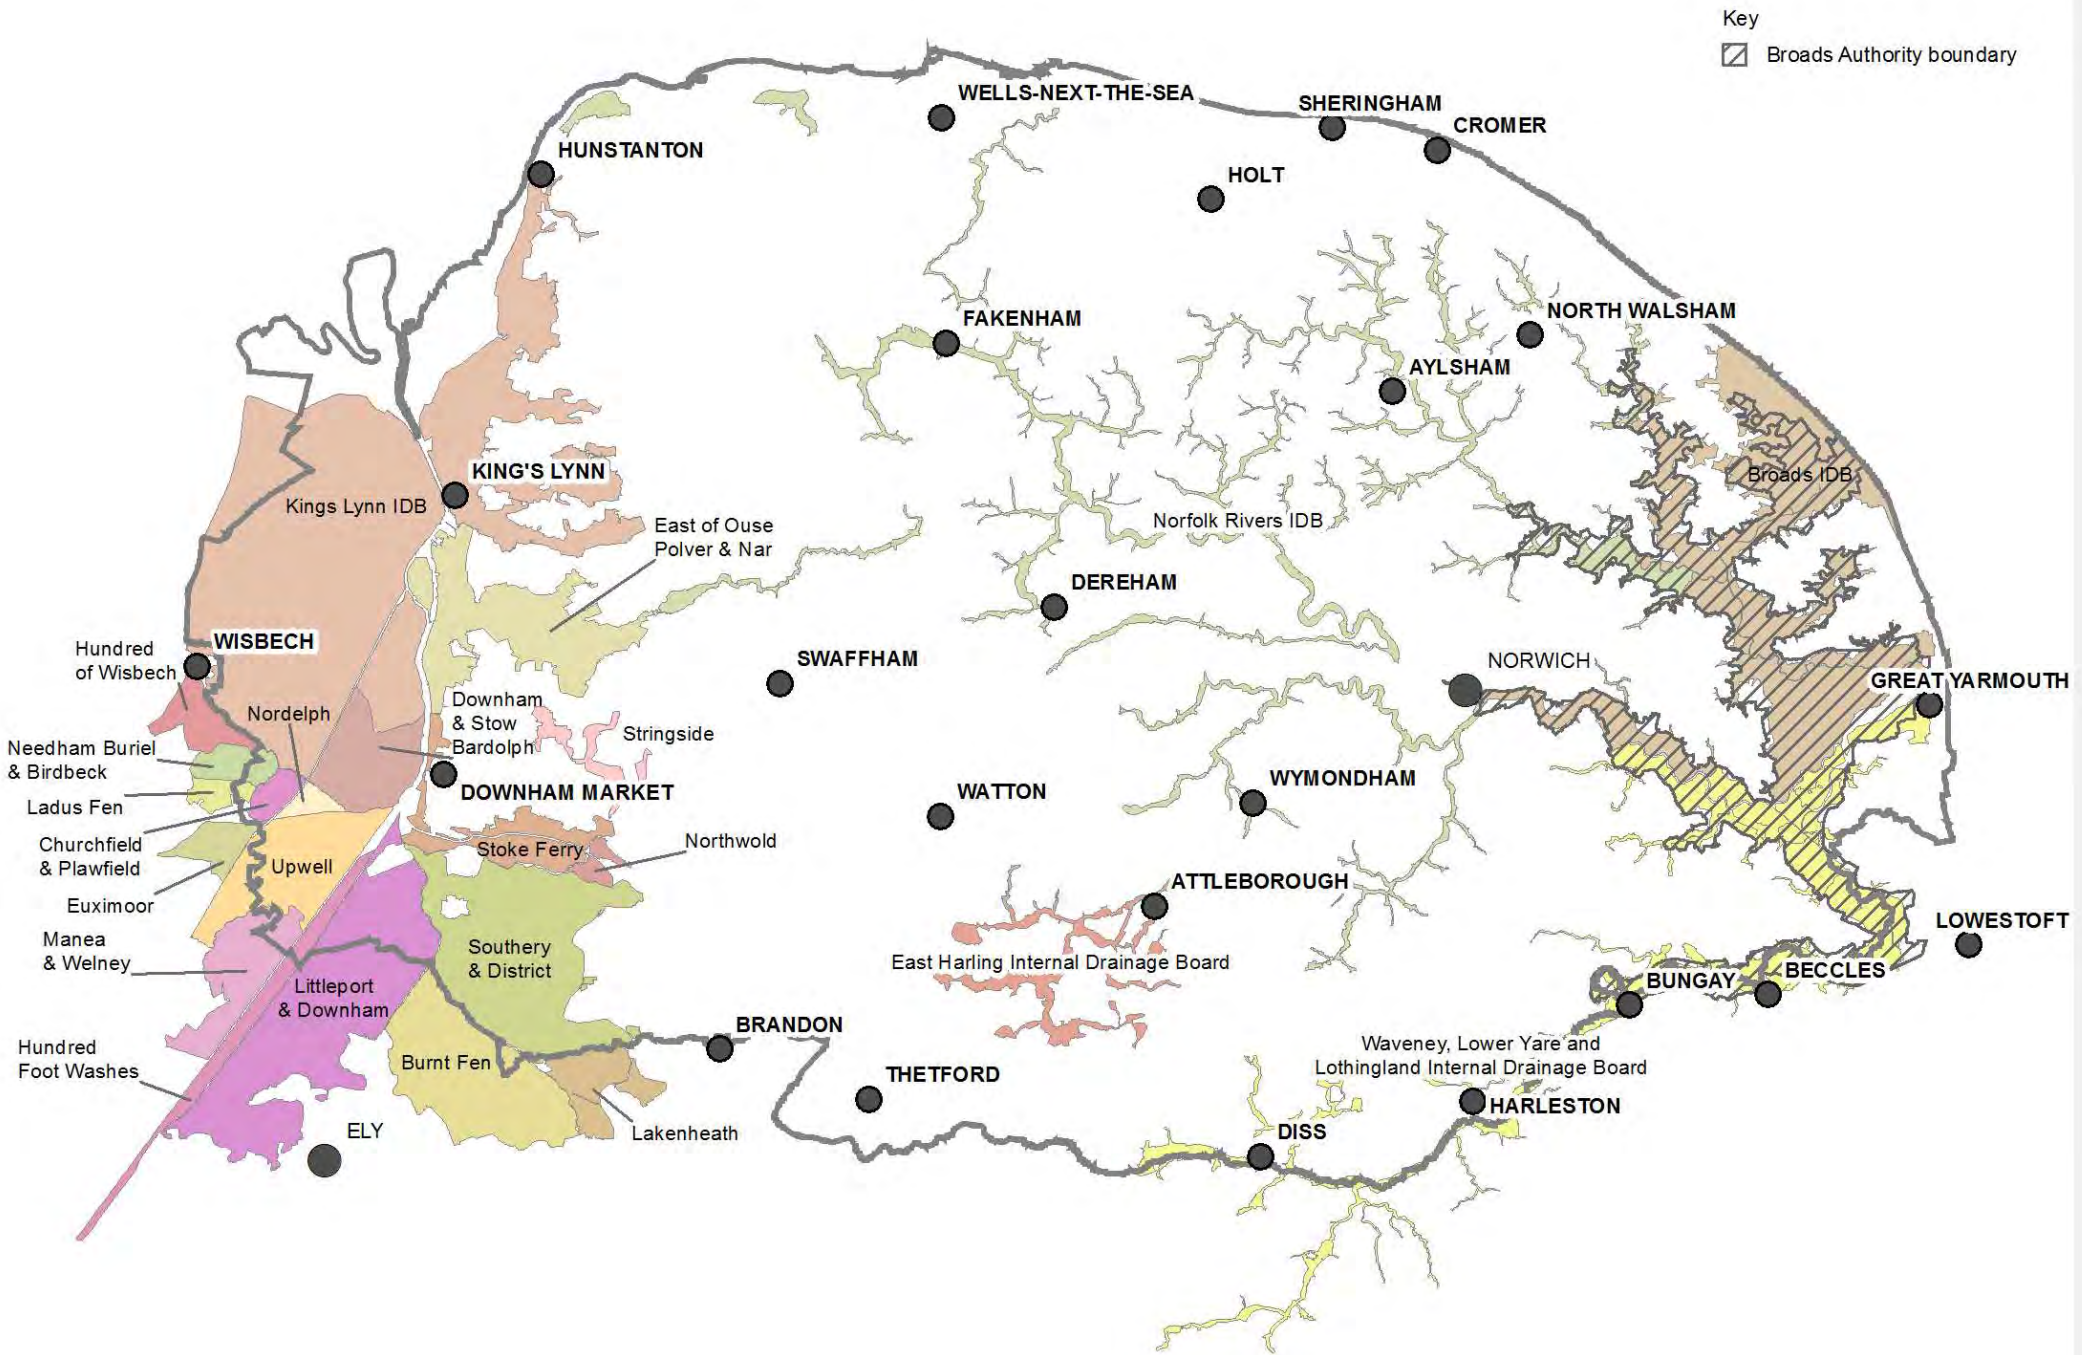 Key
Broads Authority boundary
WELLS-NEXT-THE-SEA
SHERINGHAM
CROMER
HUNSTANTON
HOLT
NORTH WALSHAM
FAKENHAM
AYLSHAM
KING'S LYNN
Broads IDB
Kings Lynn IDB
East of Ouse
Polver & Nar
Norfolk Rivers IDB
DEREHAM
WISBECH
Hundred
of Wisbech
SWAFFHAM
NORWICH
GREAT YARMOUTH
Nordelph
Downham
& Stow
Bardolph
Stringside
Needham Buriel
& Birdbeck
Ladus Fen
DOWNHAM MARKET
WATTON
WYMONDHAM
Churchfield
& Plawfield
Upwell
Stoke Ferry
Northwold
Euximoor
ATTLEBOROUGH
LOWESTOFT
Manea
& Welney
Southery
& District
East Harling Internal Drainage Board
BECCLES
BUNGAY
Littleport
& Downham
BRANDON
Hundred
Foot Washes
Burnt Fen
Waveney, Lower Yare and
Lothingland Internal Drainage Board
THETFORD
HARLESTON
ELY
Lakenheath
DISS